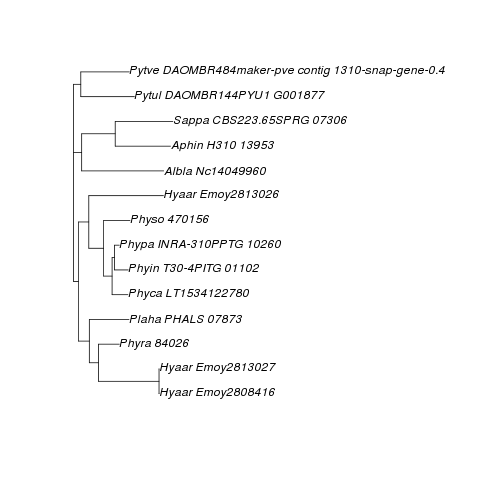 Pytve DAOMBR484maker-pve contig 1310-snap-gene-0.4
Pytul DAOMBR144PYU1 G001877
Sappa CBS223.65SPRG 07306
Aphin H310 13953
Albla Nc14049960
Hyaar Emoy2813026
Physo 470156
Phypa INRA-310PPTG 10260
Phyin T30-4PITG 01102
Phyca LT1534122780
Plaha PHALS 07873
Phyra 84026
Hyaar Emoy2813027
Hyaar Emoy2808416